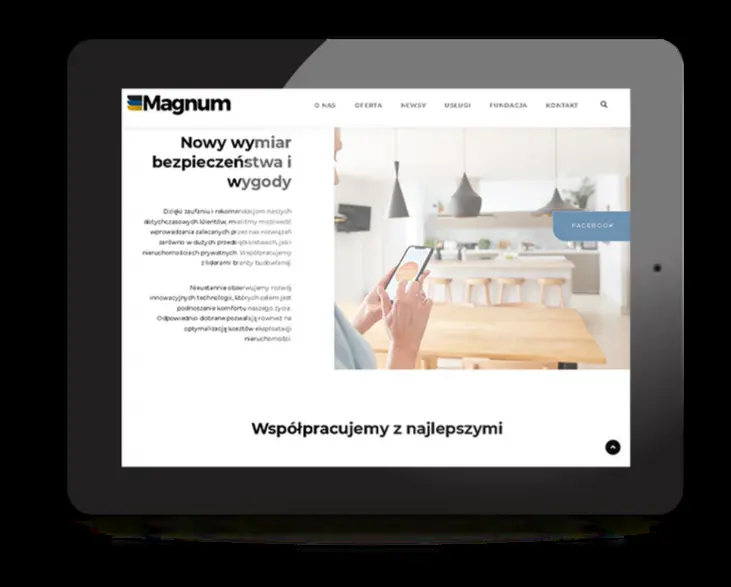 Magnum
O NAS OFERTA NEWSY USŁUGI FUNDACJA KONTAKT
Nowy wymiar
bezpieczeństwa i
wygody
Dzięki zaufaniu i rekomendacjom naszych
dotychczasowych klientów, mieliśmy możliwość
wprowadzania zalecanych przez nas rozwiązań
zarówno w dużych przedsiębiorstwach, jak i
nieruchomościach prywatnych. Współpracujemy
z liderami branży budowlanej.
Nieustannie obserwujemy rozwój
innowacyjnych technologii, których celem jest
podnoszenie komfortu naszego życia.
Odpowiednio dobrane pozwalają również na
optymalizację kosztów eksploatacji
nieruchomości.
FACEBOOK
Współpracujemy z najlepszymi